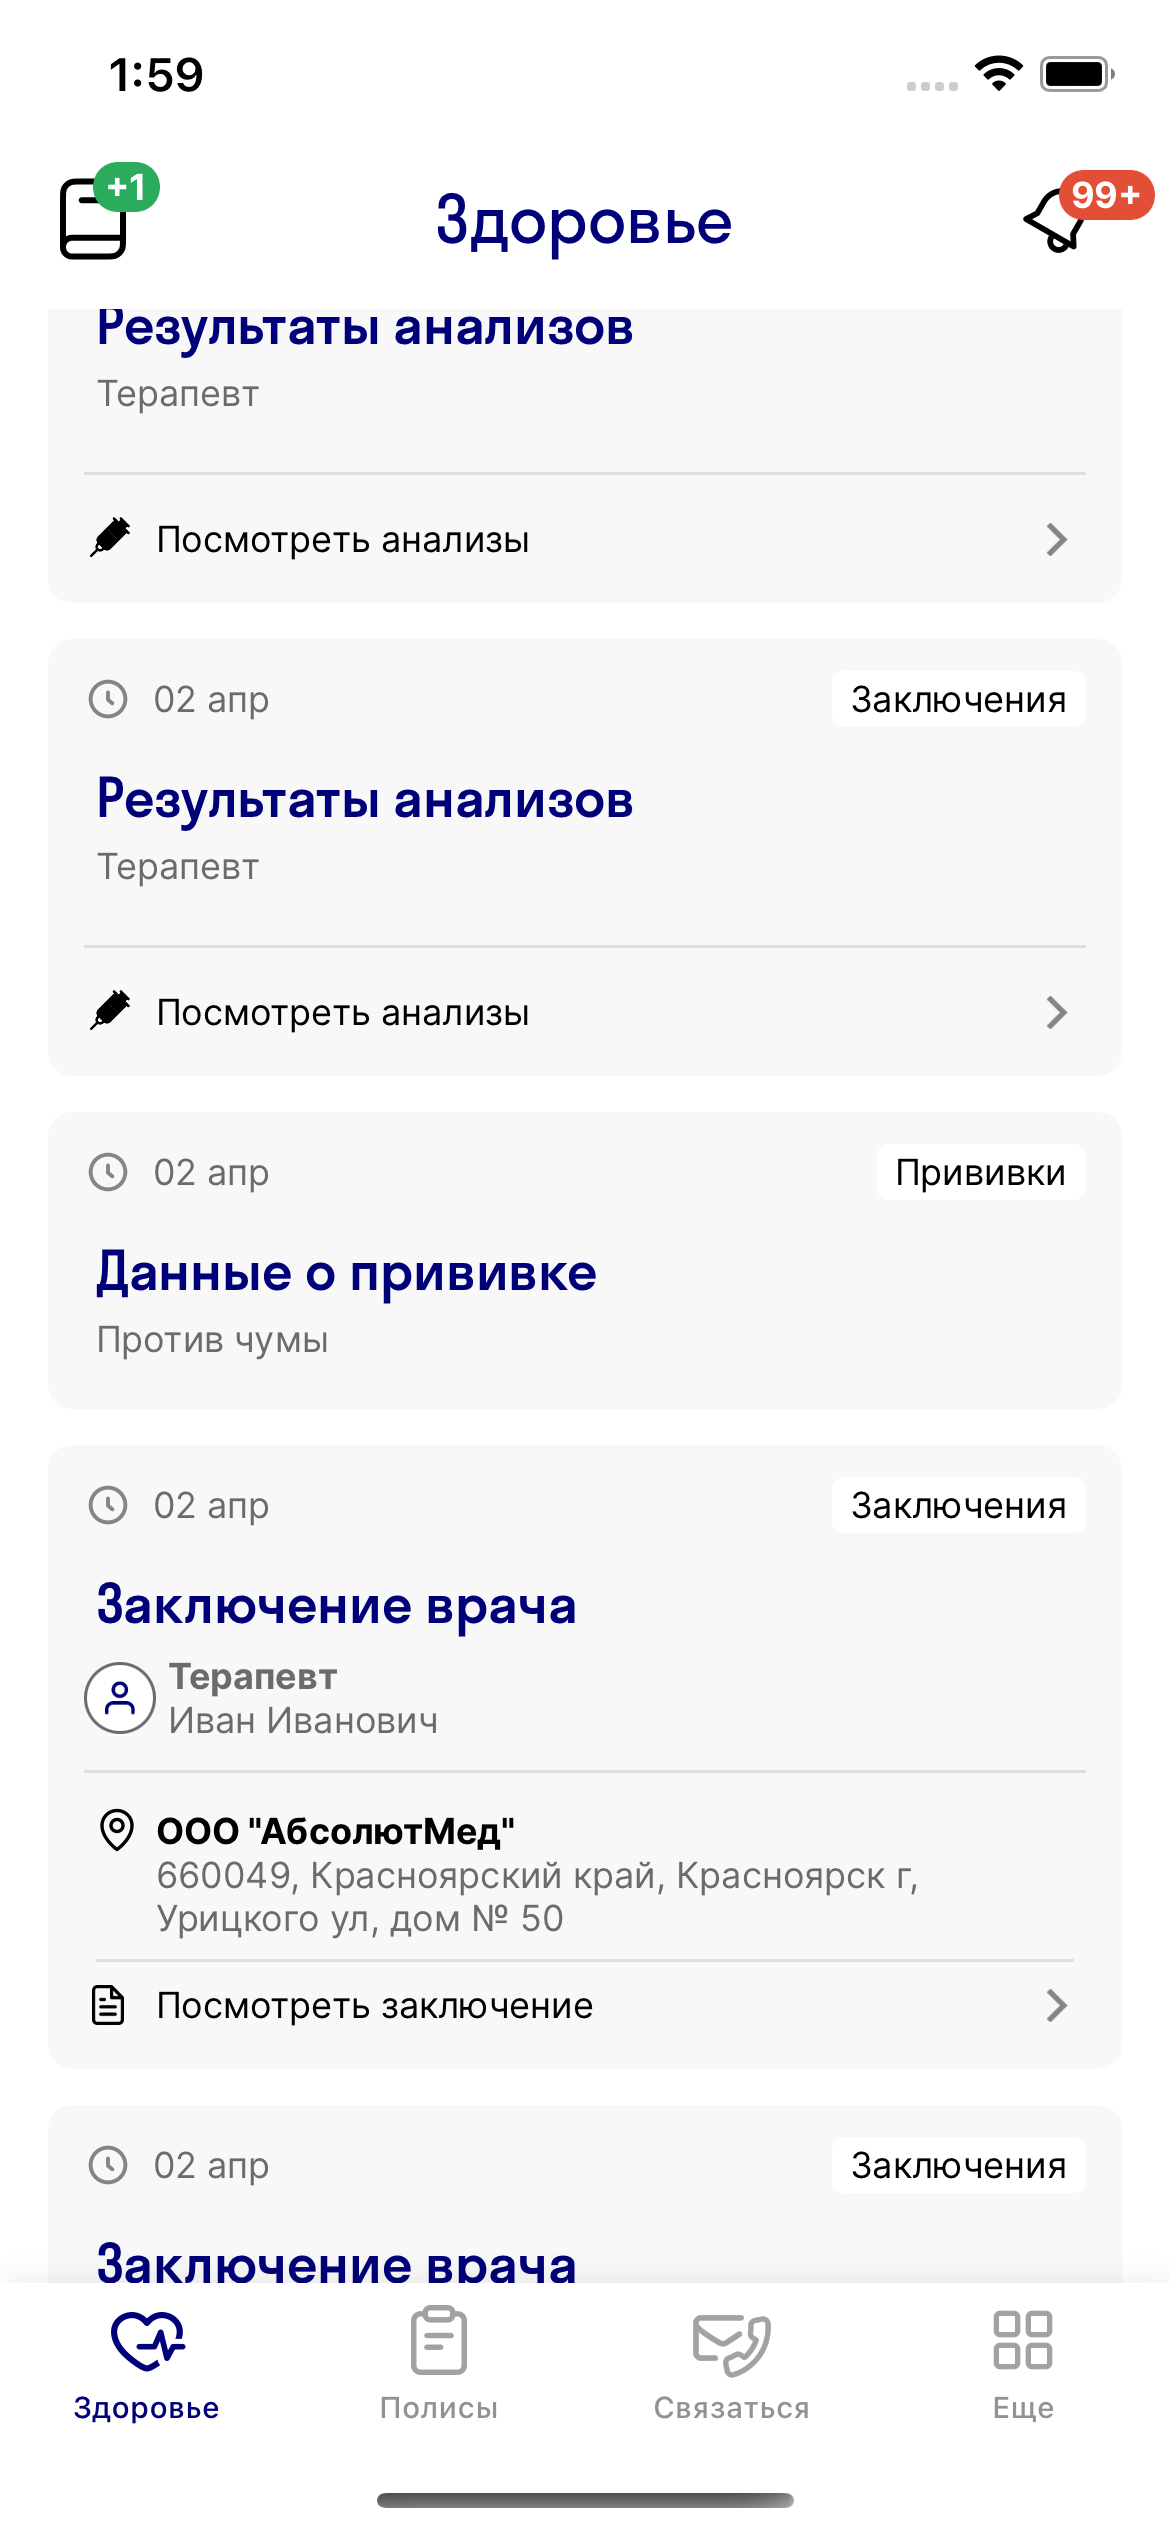 1:59
+1
Здоровье
99+
Результаты анализов
Терапевт
Посмотреть анализы
02 апр
Заключения
Результаты анализов
Терапевт
Посмотреть анализы
02 апр
Прививки
Данные о прививке
Против чумы
02 апр
Заключения
Заключение врача
Терапевт
Иван Иванович
ООО "АбсолютМед"
660049, Красноярский край, Красноярск г,
Урицкого ул, дом № 50
Посмотреть заключение
02 апр
Заключения
Заключение врача
Здоровье
Полисы
Связаться
Еще